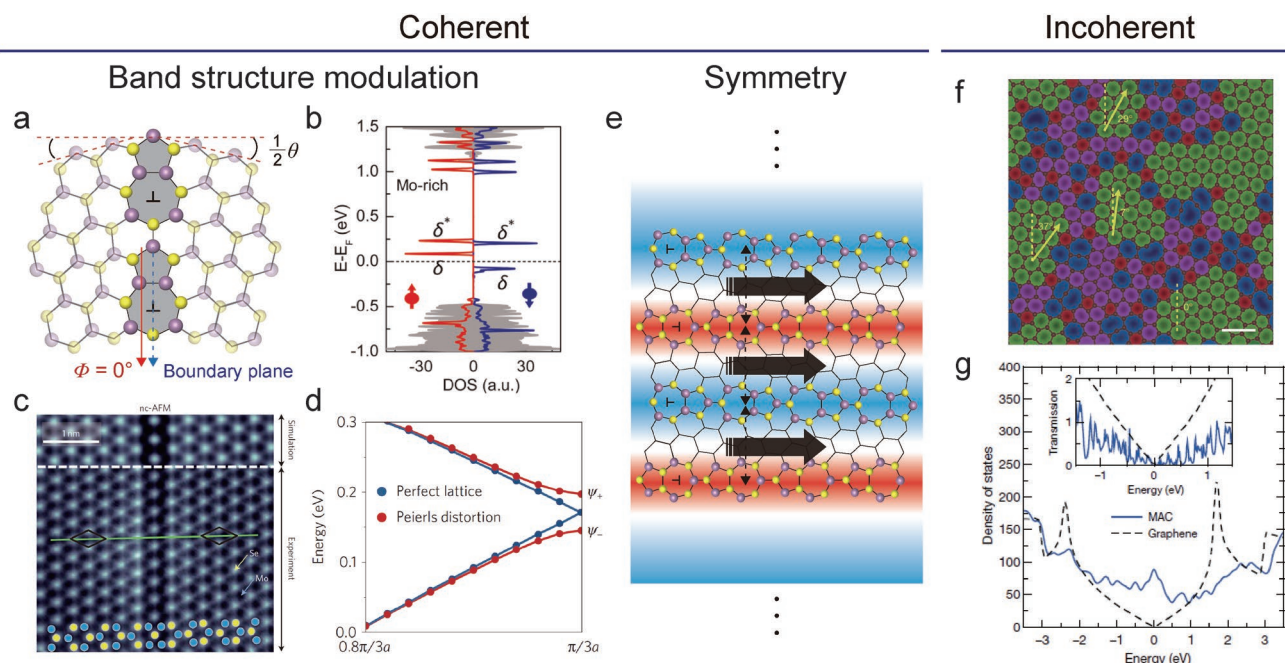 Coherent
Incoherent
Band structure modulation
Symmetry
a
½θ
Φ = 0°
Boundary plane
b
1.5
1.0
0.5
0.0
-0.5
-1.0
E-E_F (eV)
Mo-rich
δ* δ*
δ δ
-30 0 30
DOS (a.u.)
c
nc-AFM
1 nm
Simulation
Experiment
Se
Mo
d
0.3
0.2
0.1
0.0
Energy (eV)
Perfect lattice
Peierls distortion
ψ+
ψ−
0.8π/3a π/3a
e
f
29°
37°
g
400
350
300
250
200
150
100
50
0
Density of states
2
1
0
Transmission
-1 0 1
Energy (eV)
MAC
Graphene
-3 -2 -1 0 1 2 3
Energy (eV)